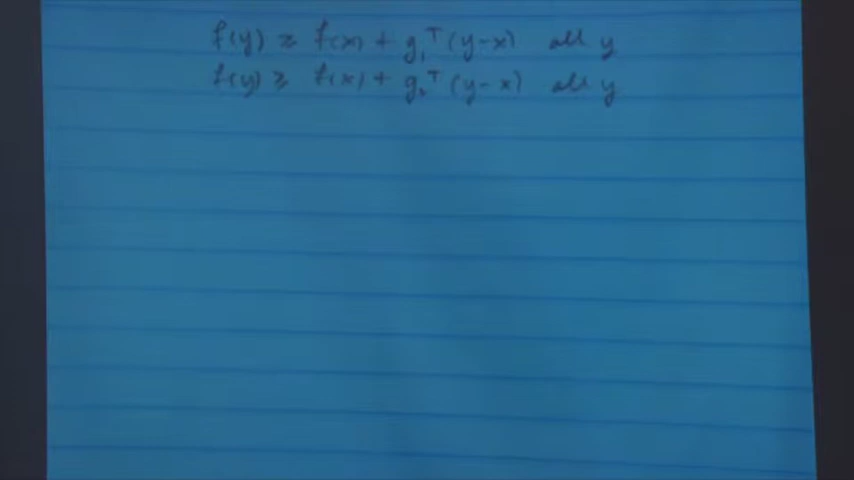 f(y) ≥ f(x) + g₁ᵀ(y-x) all y
f(y) ≥ f(x) + g₂ᵀ(y-x) all y